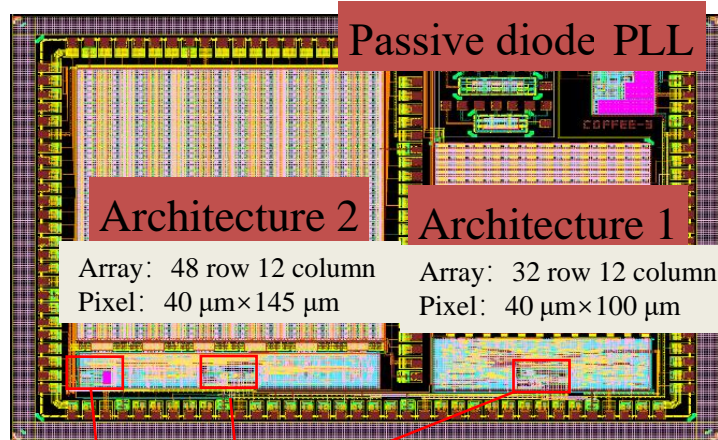 Passive diode PLL
COFFEE-3
Architecture 2
Array： 48 row 12 column
Pixel： 40 μm×145 μm
Architecture 1
Array： 32 row 12 column
Pixel： 40 μm×100 μm